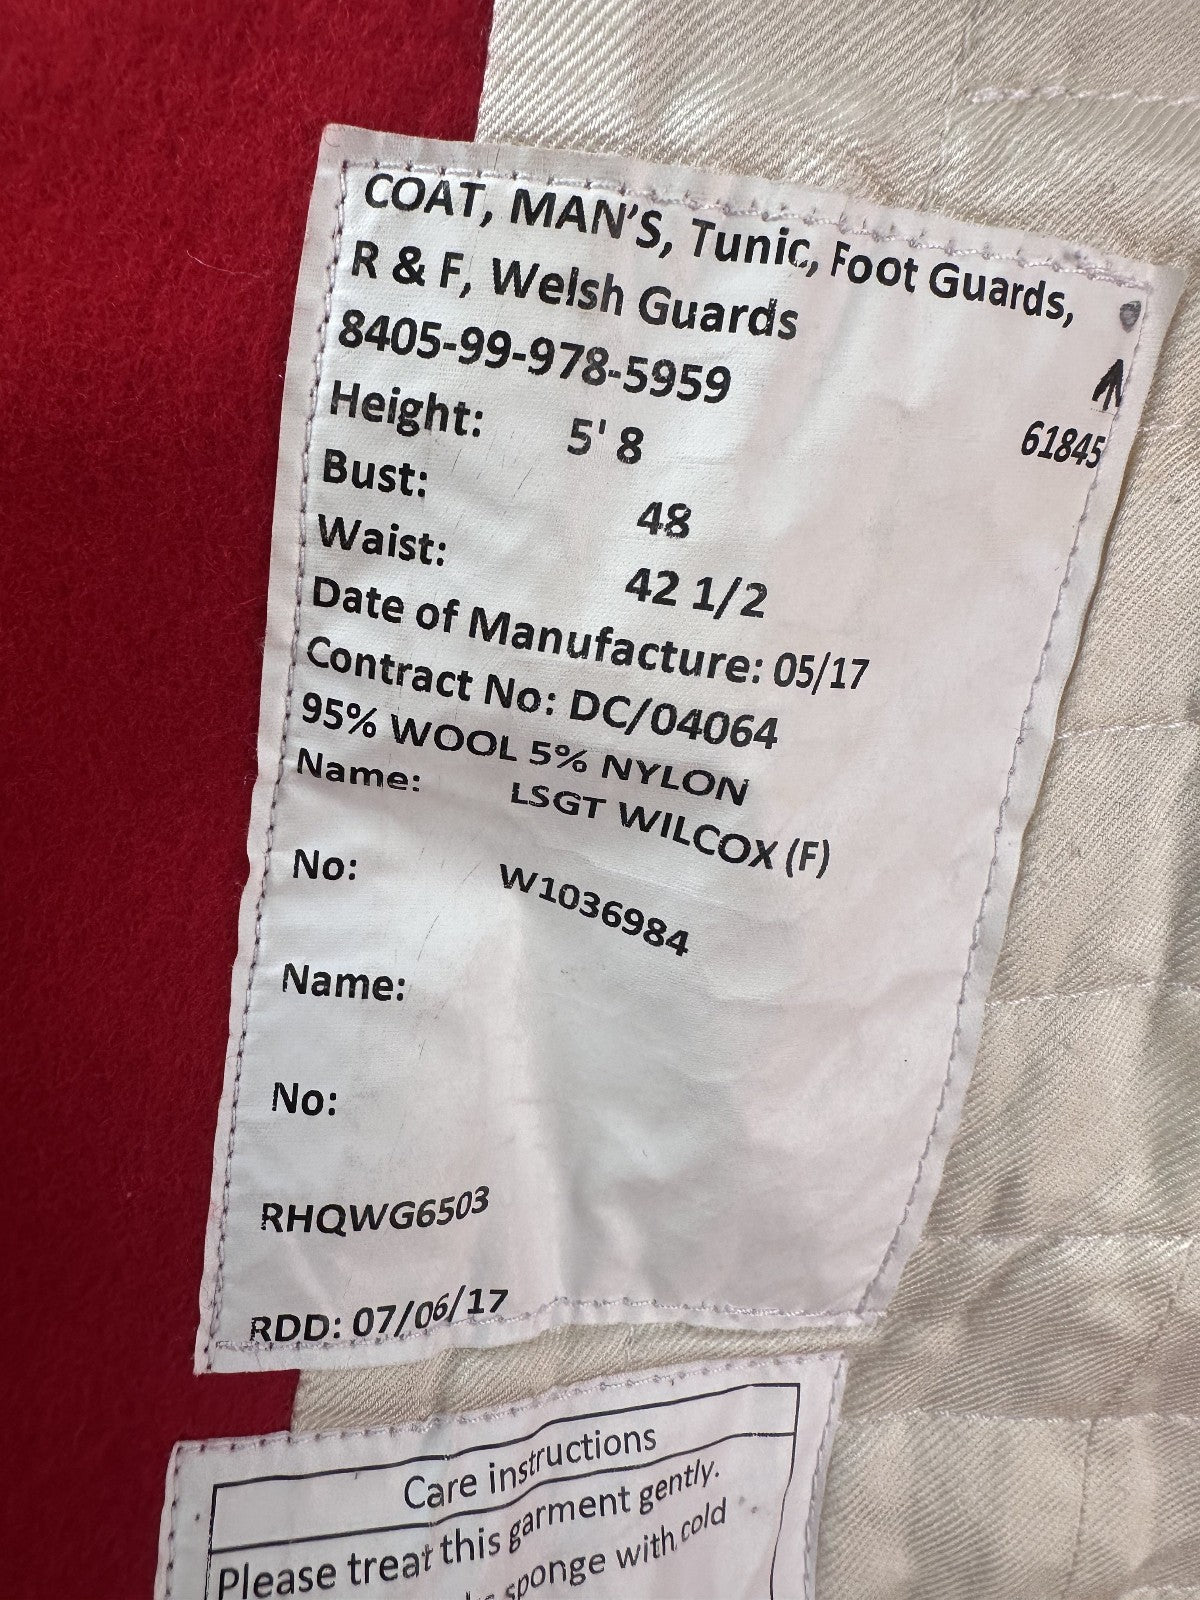 COAT, MAN'S, Tunic, Foot Guards,
R & F, Welsh Guards
8405-99-978-5959
61845
Height: 5' 8
Bust: 48
Waist: 42 1/2
Date of Manufacture: 05/17
Contract No: DC/04064
95% WOOL 5% NYLON
Name: LSGT WILCOX (F)
No: W1036984
Name:
No:
RHQWG6503
RDD: 07/06/17
Care instructions
Please treat this garment gently.
sponge with cold